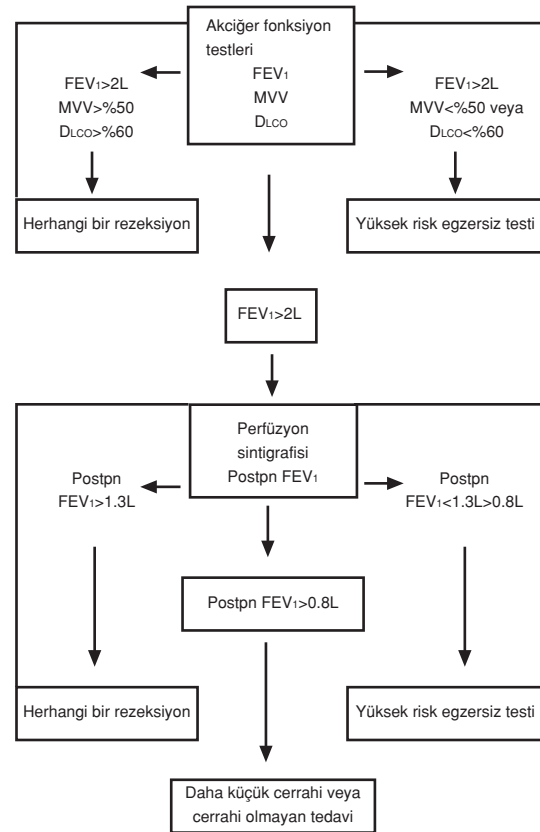 Akciğer fonksiyon
testleri
FEV₁
MVV
DLCO
FEV₁>2L
MVV>%50
DLCO>%60
FEV₁>2L
MVV<%50 veya
DLCO<%60
Herhangi bir rezeksiyon
Yüksek risk egzersiz testi
FEV₁>2L
Perfüzyon
sintigrafisi
Postpn FEV₁
Postpn
FEV₁>1.3L
Postpn
FEV₁<1.3L>0.8L
Postpn FEV₁>0.8L
Herhangi bir rezeksiyon
Yüksek risk egzersiz testi
Daha küçük cerrahi veya
cerrahi olmayan tedavi